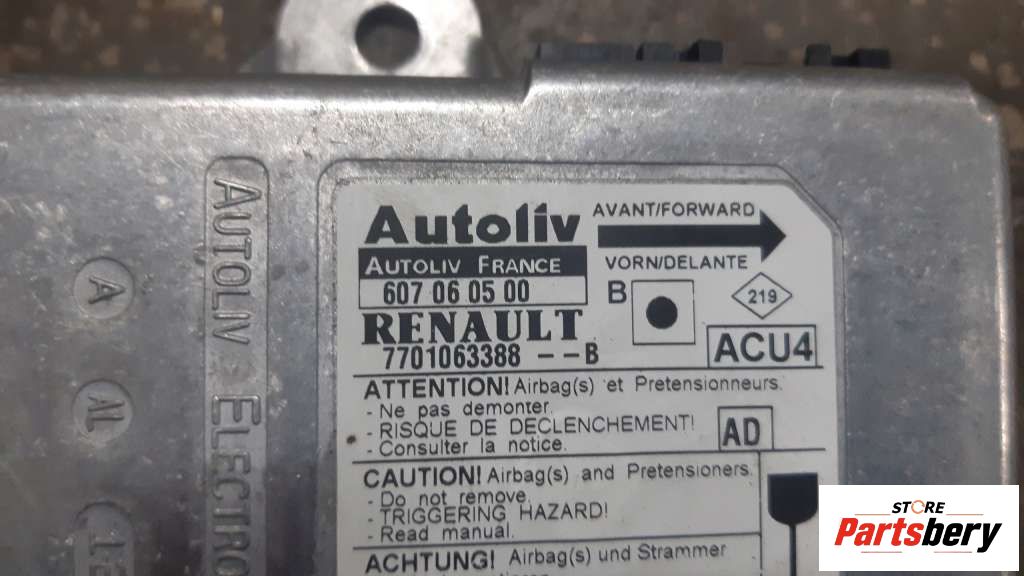 Autoliv
AVANT/FORWARD
AUTOLIV FRANCE
VORN/DELANTE
607 06 05 00
B
219
RENAULT
7701063388 -- B
ACU4
ATTENTION! Airbag(s) et Pretensionneurs.
- Ne pas demonter.
- RISQUE DE DECLENCHEMENT!
- Consulter la notice.
AD
CAUTION! Airbag(s) and Pretensioners.
- Do not remove.
- TRIGGERING HAZARD!
- Read manual.
ACHTUNG! Airbag(s) und Strammer
AUTOLIV ELECTRO
A
AL
STORE
Partsbery